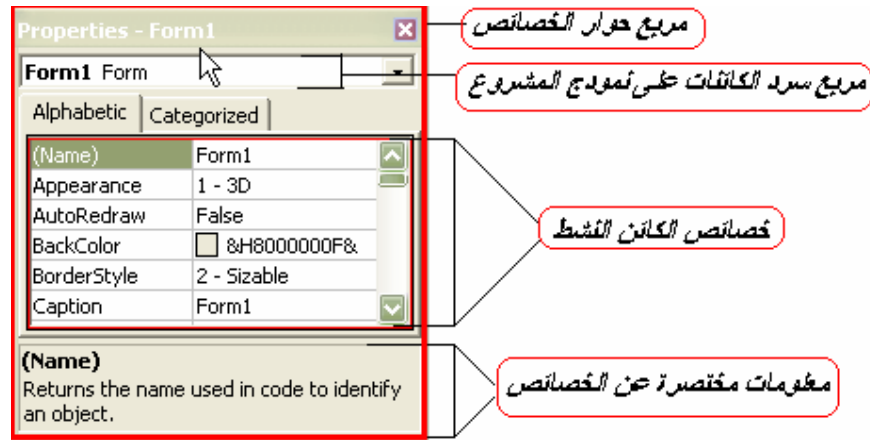 Properties - Form1
مربع حوار الخصائص
Form1 Form
مربع سرد الكائنات على نموذج المشروع
Alphabetic Categorized
(Name) Form1
Appearance 1 - 3D
AutoRedraw False
BackColor &H8000000F&
BorderStyle 2 - Sizable
Caption Form1
خصائص الكائن النشط
(Name)
Returns the name used in code to identify
an object.
معلومات مختصرة عن الخصائص